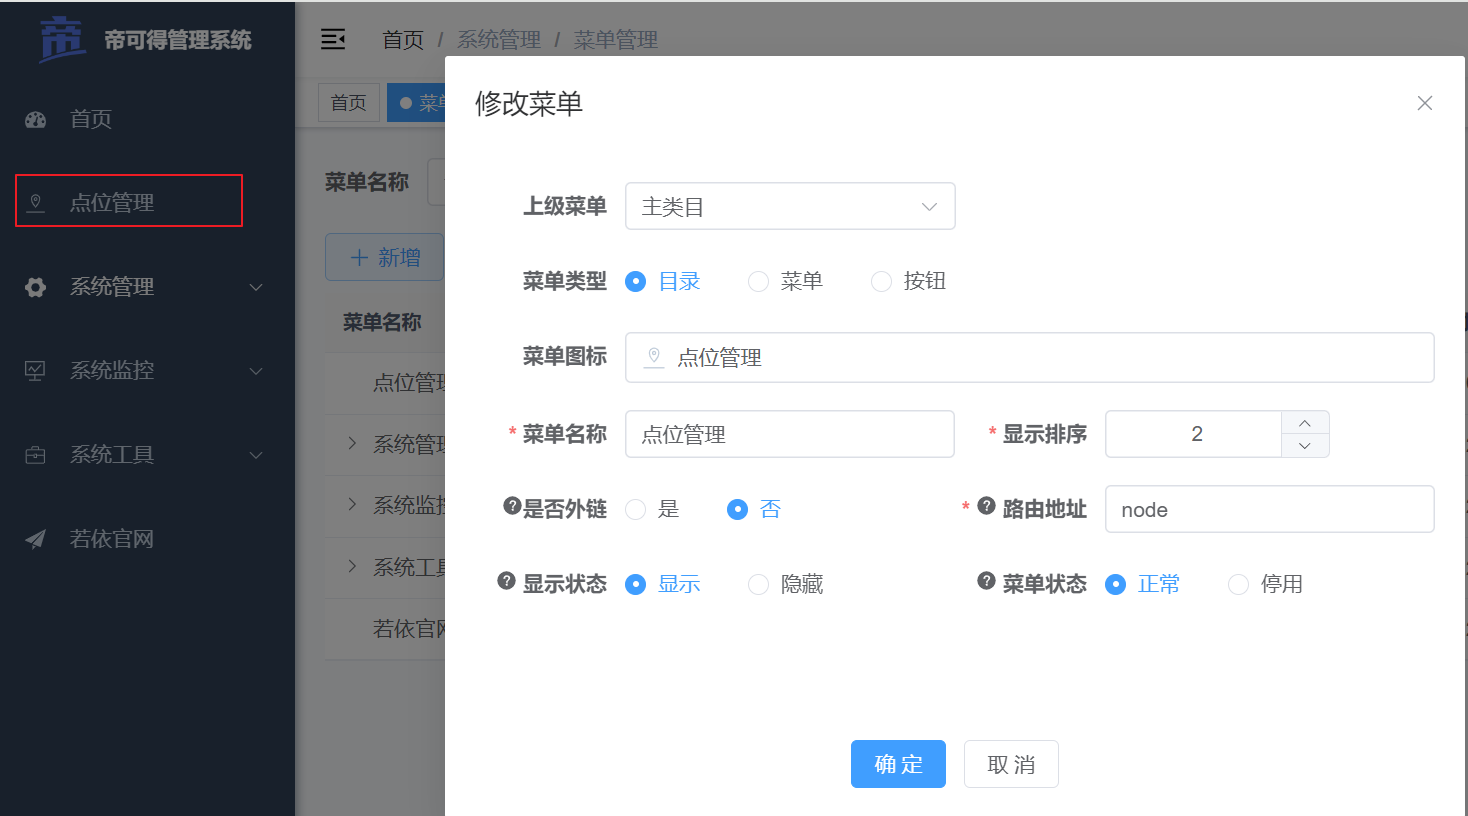 帝可得管理系统
首页 / 系统管理 / 菜单管理
首页
点位管理
系统管理
系统监控
系统工具
若依官网
首页
菜单名称
新增
菜单名称
点位管理
系统管
系统监
系统工
若依官
修改菜单
上级菜单 主类目
菜单类型 目录 菜单 按钮
菜单图标 点位管理
* 菜单名称 点位管理 * 显示排序 2
是否外链 是 否 * 路由地址 node
显示状态 显示 隐藏 菜单状态 正常 停用
确 定 取 消